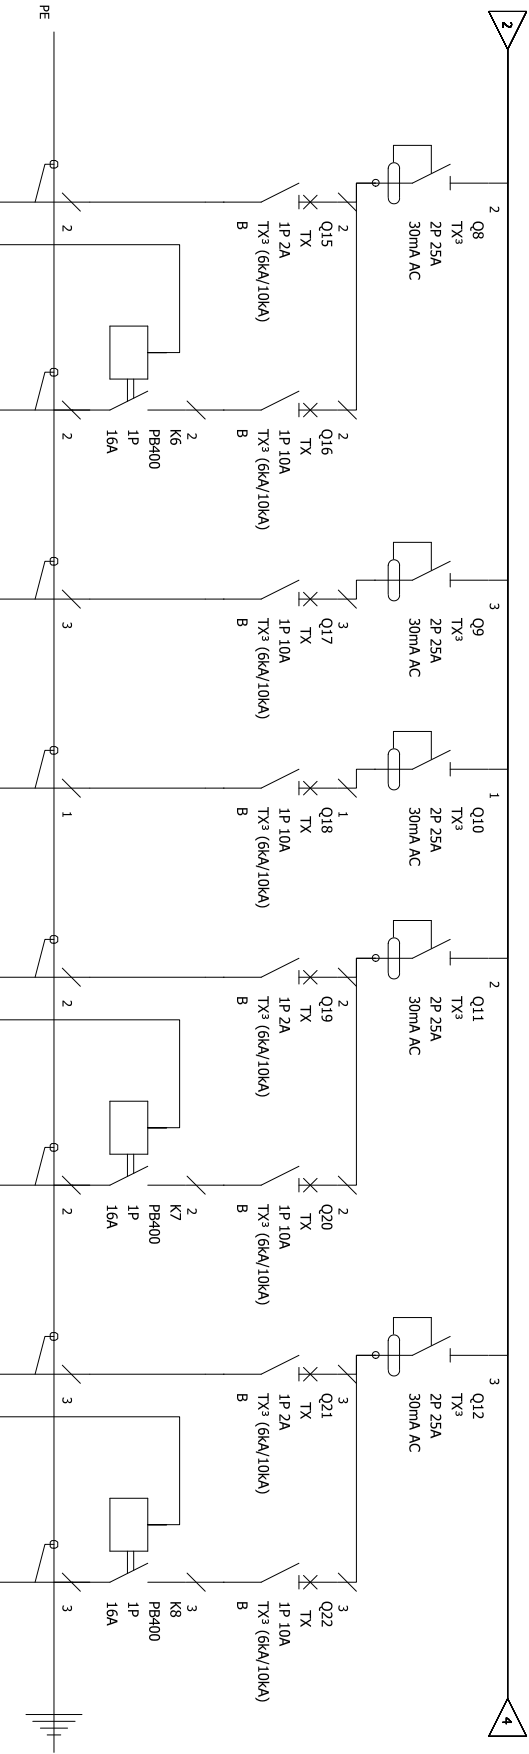 2
2
Q8
TX³
2P 25A
30mA AC
3
Q9
TX³
2P 25A
30mA AC
1
Q10
TX³
2P 25A
30mA AC
2
Q11
TX³
2P 25A
30mA AC
3
Q12
TX³
2P 25A
30mA AC
4
2
Q15
TX
1P 2A
TX³ (6kA/10kA)
B
2
Q16
TX
1P 10A
TX³ (6kA/10kA)
B
3
Q17
TX
1P 10A
TX³ (6kA/10kA)
B
1
Q18
TX
1P 10A
TX³ (6kA/10kA)
B
2
Q19
TX
1P 2A
TX³ (6kA/10kA)
B
2
Q20
TX
1P 10A
TX³ (6kA/10kA)
B
3
Q21
TX
1P 2A
TX³ (6kA/10kA)
B
3
Q22
TX
1P 10A
TX³ (6kA/10kA)
B
2
K6
PB400
1P
16A
2
K7
PB400
1P
16A
3
K8
PB400
1P
16A
2
2
3
1
2
2
3
3
PE